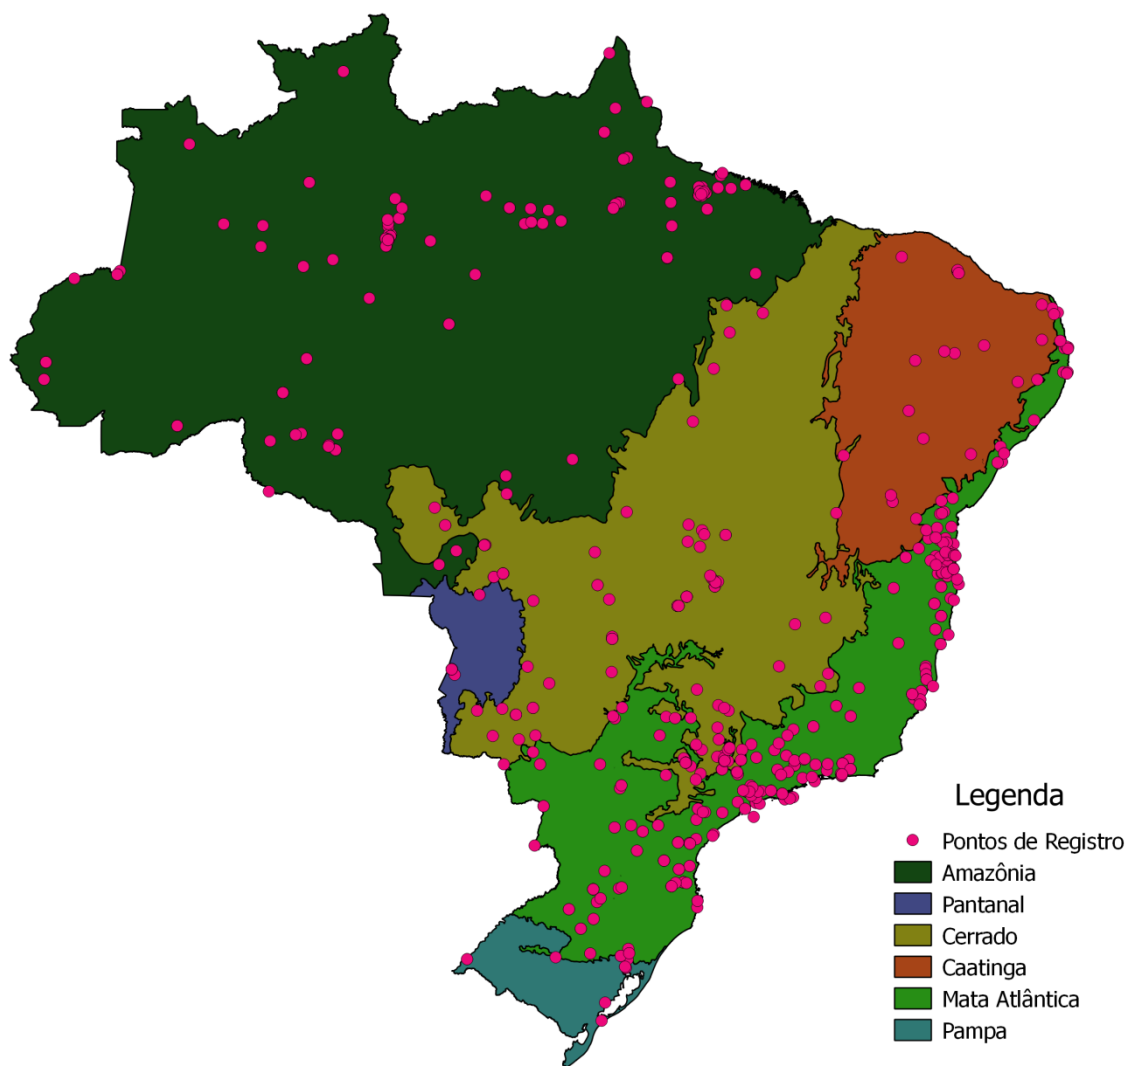 Legenda
Pontos de Registro
Amazônia
Pantanal
Cerrado
Caatinga
Mata Atlântica
Pampa